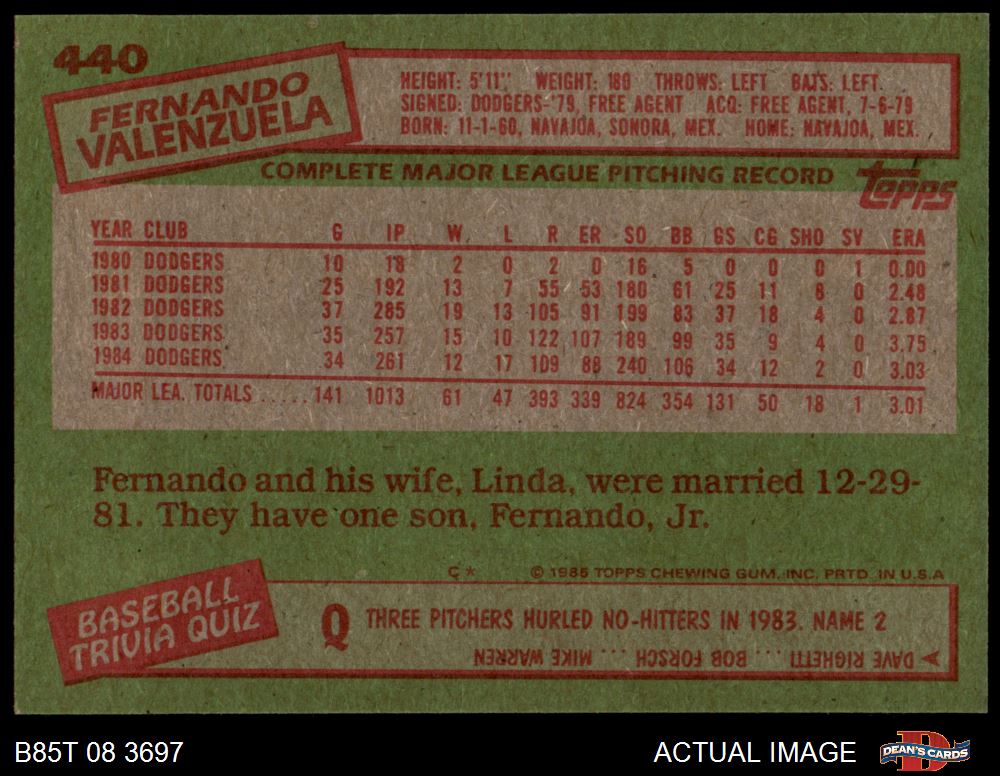 440
FERNANDO
VALENZUELA
HEIGHT: 5'11" WEIGHT: 180 THROWS: LEFT BATS: LEFT.
SIGNED: DODGERS-'79, FREE AGENT ACQ: FREE AGENT, 7-6-79
BORN: 11-1-60, NAVAJOA, SONORA, MEX. HOME: NAVAJOA, MEX.
COMPLETE MAJOR LEAGUE PITCHING RECORD
Topps
YEAR CLUB G IP W L R ER SO BB GS CG SHO SV ERA
1980 DODGERS 10 18 2 0 2 0 16 5 0 0 0 1 0.00
1981 DODGERS 25 192 13 7 55 53 180 61 25 11 8 0 2.48
1982 DODGERS 37 285 19 13 105 91 199 83 37 18 4 0 2.87
1983 DODGERS 35 257 15 10 122 107 189 99 35 9 4 0 3.75
1984 DODGERS 34 261 12 17 109 88 240 106 34 12 2 0 3.03
MAJOR LEA. TOTALS ..... 141 1013 61 47 393 339 824 354 131 50 18 1 3.01
Fernando and his wife, Linda, were married 12-29-
81. They have one son, Fernando, Jr.
C* © 1985 TOPPS CHEWING GUM, INC. PRTD. IN U.S.A
BASEBALL
TRIVIA QUIZ
Q THREE PITCHERS HURLED NO-HITTERS IN 1983. NAME 2
DAVE RIGHETTI ... BOB FORSCH ... MIKE WARREN
B85T 08 3697
ACTUAL IMAGE
D
DEAN'S CARDS